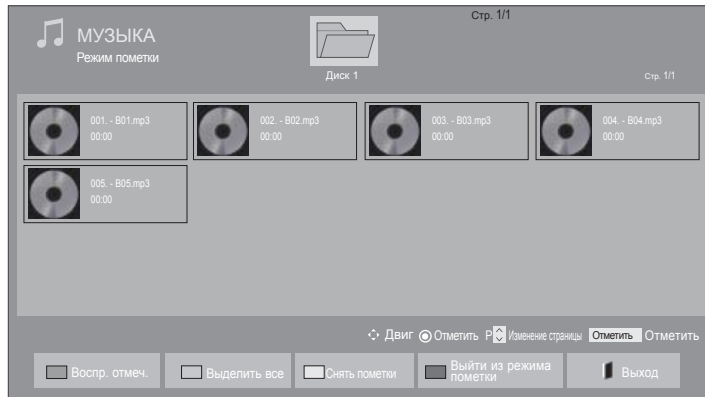 Стр. 1/1
МУЗЫКА
Режим пометки
Диск 1
Стр. 1/1
001. - B01.mp3
00:00
002. - B02.mp3
00:00
003. - B03.mp3
00:00
004. - B04.mp3
00:00
005. - B05.mp3
00:00
Двиг Отметить P Изменение страницы Отметить Отметить
Воспр. отмеч.
Выделить все
Снять пометки
Выйти из режима
пометки
Выход